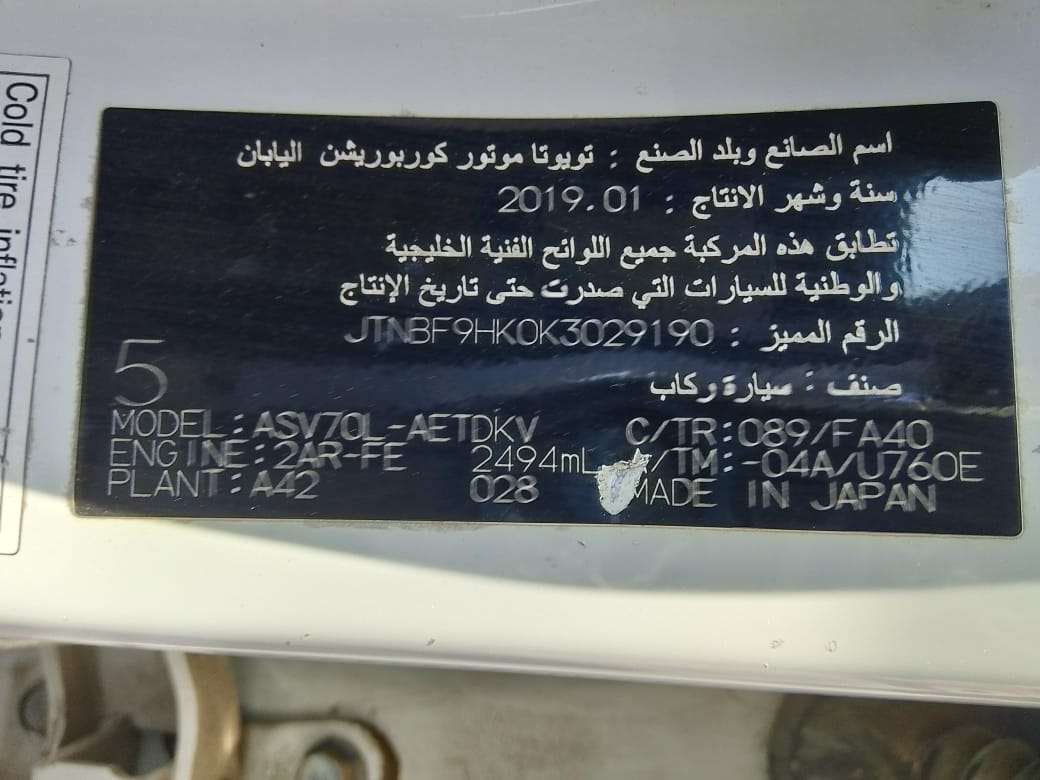 Cold tire inflation
اسم الصانع وبلد الصنع : تويوتا موتور كوربوريشن اليابان
سنة وشهر الانتاج : 2019.01
تطابق هذه المركبة جميع اللوائح الفنية الخليجية
والوطنية للسيارات التي صدرت حتى تاريخ الإنتاج
الرقم المميز : JTNBF9HK0K3029190
صنف : سيارة ركاب
5
MODEL:ASV70L-AETDKV C/TR:089/FA40
ENGINE:2AR-FE 2494mL /TM:-04A/U760E
PLANT:A42 028 MADE IN JAPAN